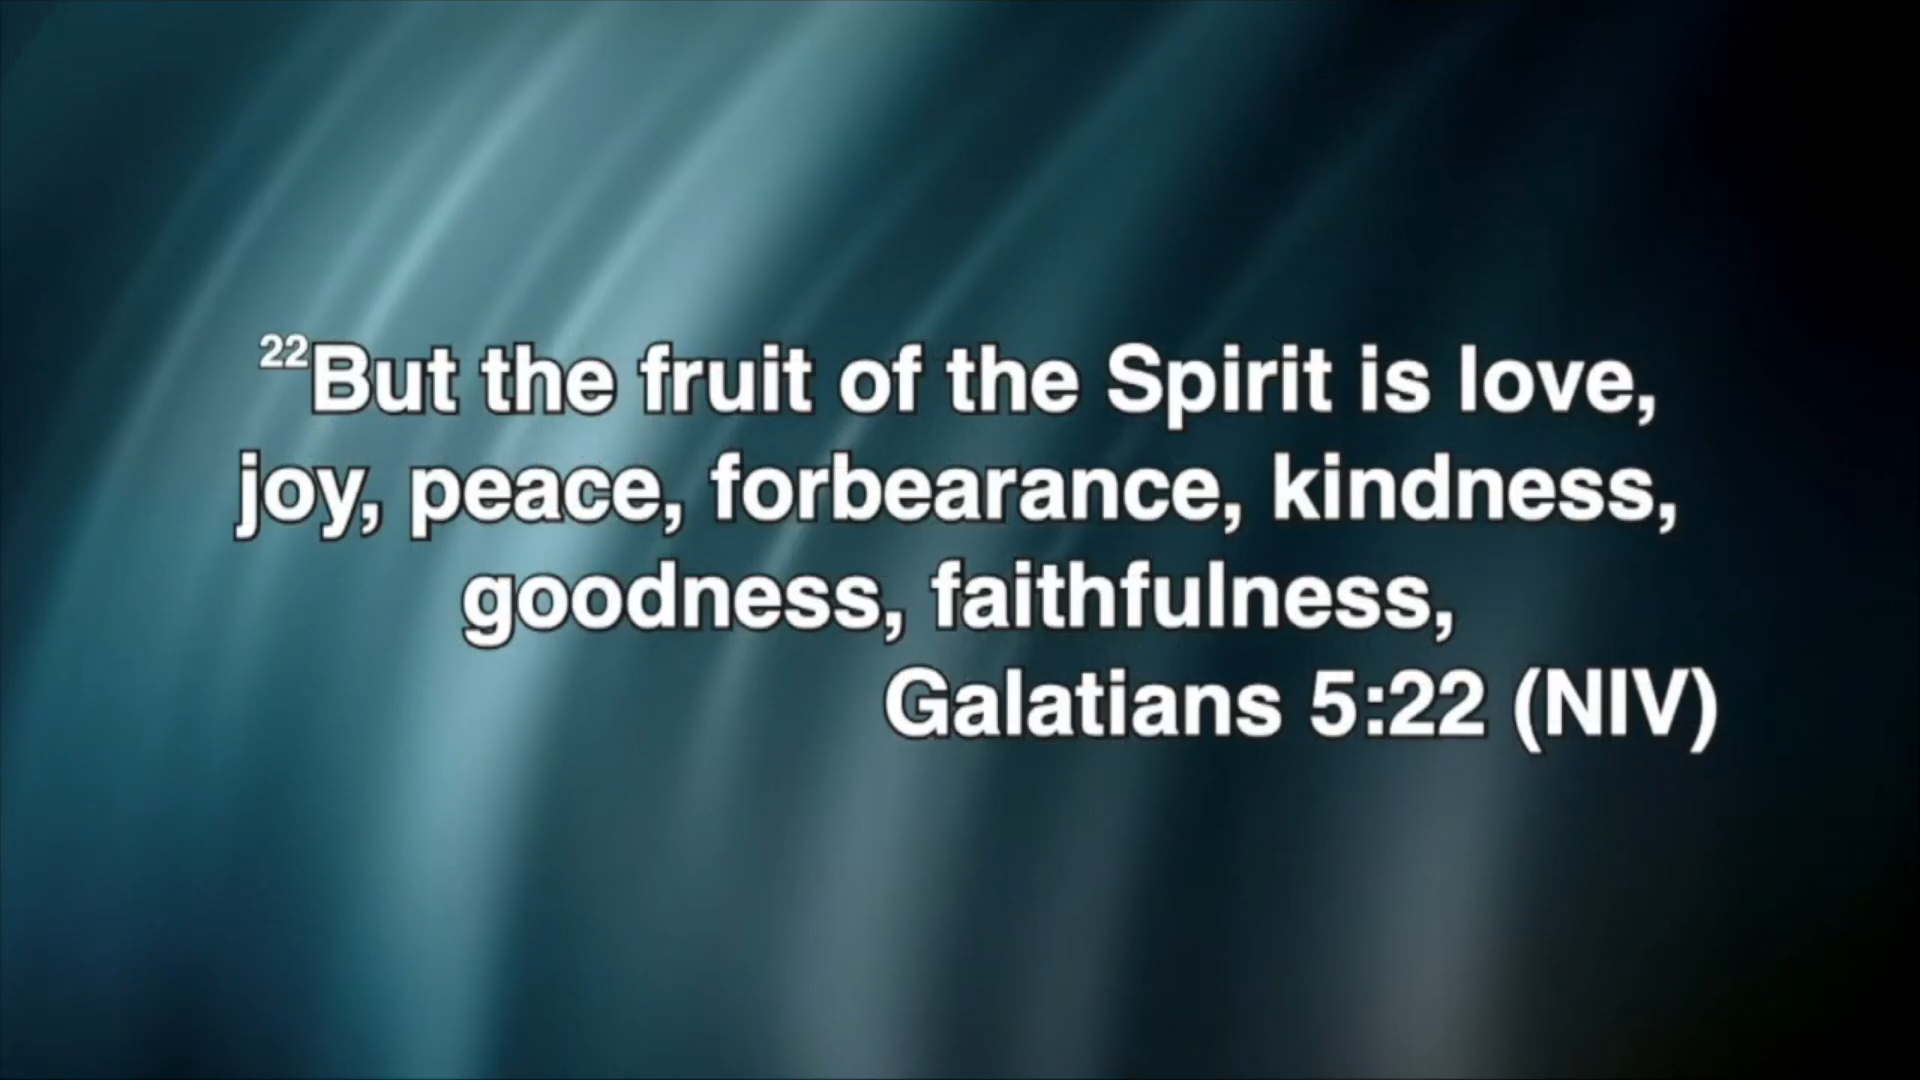 22But the fruit of the Spirit is love,
joy, peace, forbearance, kindness,
goodness, faithfulness,
Galatians 5:22 (NIV)